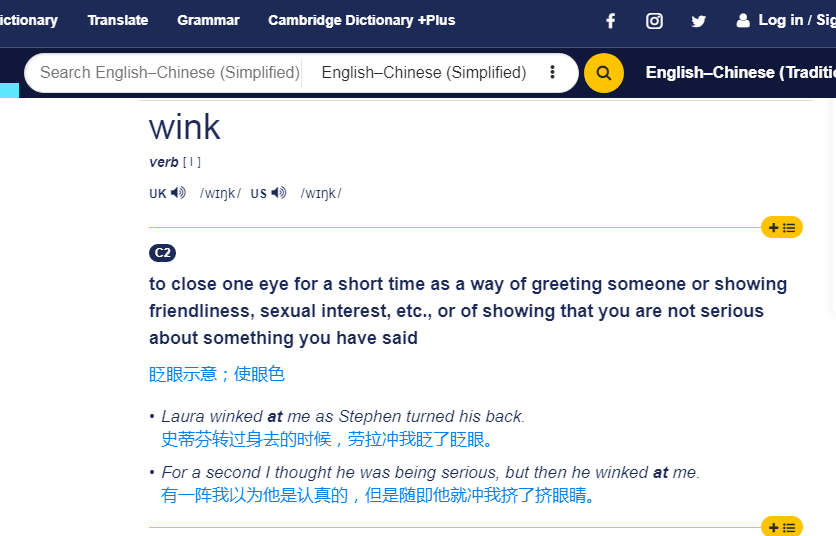 ictionary Translate Grammar Cambridge Dictionary +Plus Log in / Sig
Search English–Chinese (Simplified) English–Chinese (Simplified) English–Chinese (Traditio
wink
verb [ I ]
UK /wɪŋk/ US /wɪŋk/
C2
to close one eye for a short time as a way of greeting someone or showing
friendliness, sexual interest, etc., or of showing that you are not serious
about something you have said
眨眼示意；使眼色
• Laura winked at me as Stephen turned his back.
史蒂芬转过身去的时候，劳拉冲我眨了眨眼。
• For a second I thought he was being serious, but then he winked at me.
有一阵我以为他是认真的，但是随即他就冲我挤了挤眼睛。